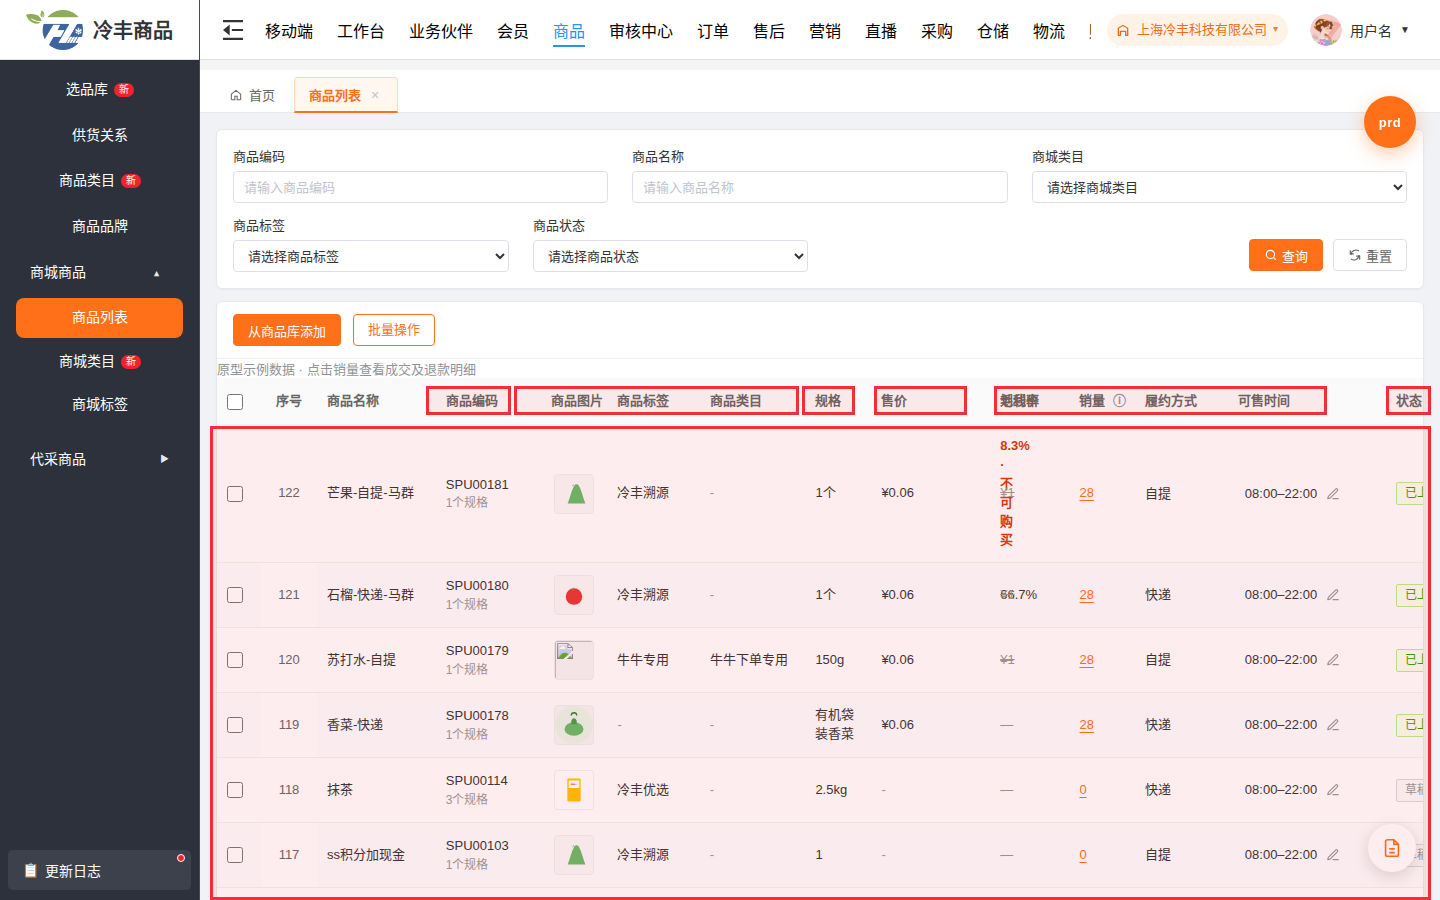 冷丰商品
移动端 工作台 业务伙伴 会员 商品 审核中心 订单 售后 营销 直播 采购 仓储 物流
上海冷丰科技有限公司 ▾
用户名 ▼
选品库 新
供货关系
商品类目 新
商品品牌
商城商品 ▲
商品列表
商城类目 新
商城标签
代采商品 ▶
更新日志
首页 商品列表 ×
prd
商品编码 商品名称 商城类目
请输入商品编码 请输入商品名称 请选择商城类目
商品标签 商品状态
请选择商品标签 请选择商品状态 查询 重置
从商品库添加 批量操作
原型示例数据 · 点击销量查看成交及退款明细
序号 商品名称 商品编码 商品图片 商品标签 商品类目 规格 售价 销量 履约方式 可售时间 状态
122 芒果-自提-马群 SPU00181 1个规格 冷丰溯源 - 1个 ¥0.06 8.3% · 不可购买 ¥1 28 自提 08:00–22:00
121 石榴-快递-马群 SPU00180 1个规格 冷丰溯源 - 1个 ¥0.06 28 快递 08:00–22:00
120 苏打水-自提 SPU00179 1个规格 牛牛专用 牛牛下单专用 150g ¥0.06 ¥1 28 自提 08:00–22:00
119 香菜-快递 SPU00178 1个规格 - - 有机袋装香菜 ¥0.06 — 28 快递 08:00–22:00
118 抹茶 SPU00114 3个规格 冷丰优选 - 2.5kg - — 0 快递 08:00–22:00
117 ss积分加现金 SPU00103 1个规格 冷丰溯源 - 1 - — 0 自提 08:00–22:00